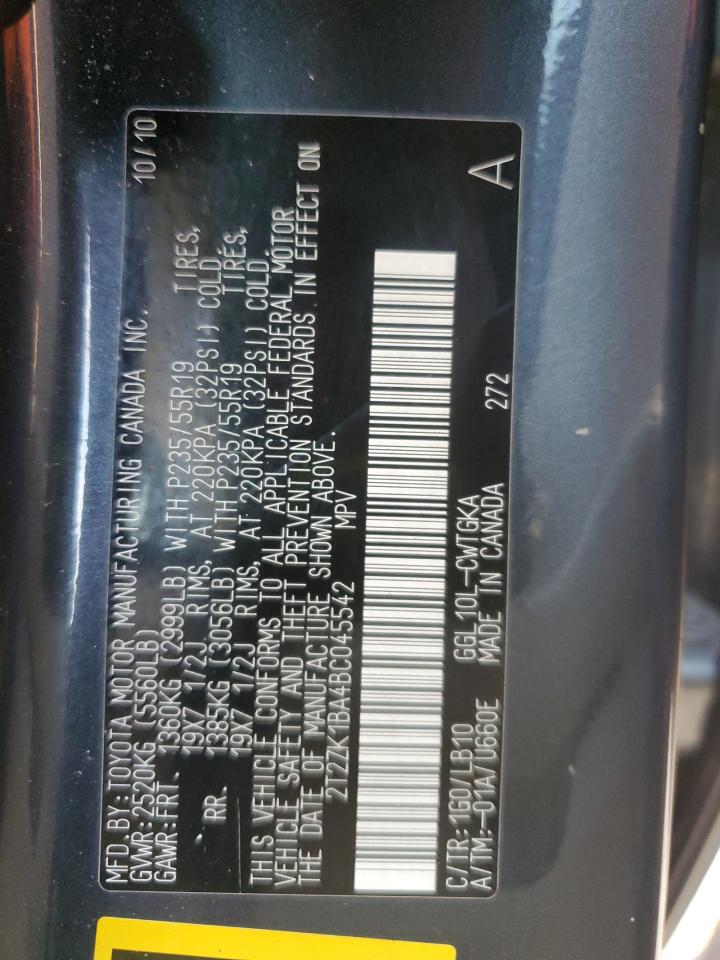 MFD. BY: TOYOTA MOTOR MANUFACTURING CANADA INC. 10/10
GVWR: 2520KG (5560LB)
GAWR: FRT. 1360KG (2999LB) WITH P235/55R19 TIRES,
19X7 1/2J RIMS, AT 220KPA (32PSI) COLD.
RR. 1385KG (3056LB) WITH P235/55R19 TIRES,
19X7 1/2J RIMS, AT 220KPA (32PSI) COLD.
THIS VEHICLE CONFORMS TO ALL APPLICABLE FEDERAL MOTOR
VEHICLE SAFETY AND THEFT PREVENTION STANDARDS IN EFFECT ON
THE DATE OF MANUFACTURE SHOWN ABOVE.
2T2ZK1BA4BC045542 MPV
C/TR: 1G0/LB10 GGL10L-CWTGKA
A/TM: -01A/U660E MADE IN CANADA 272 A